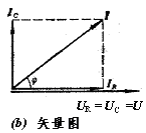 I_C
I
φ
I_R
U_R = U_C = U
(b) 矢量图